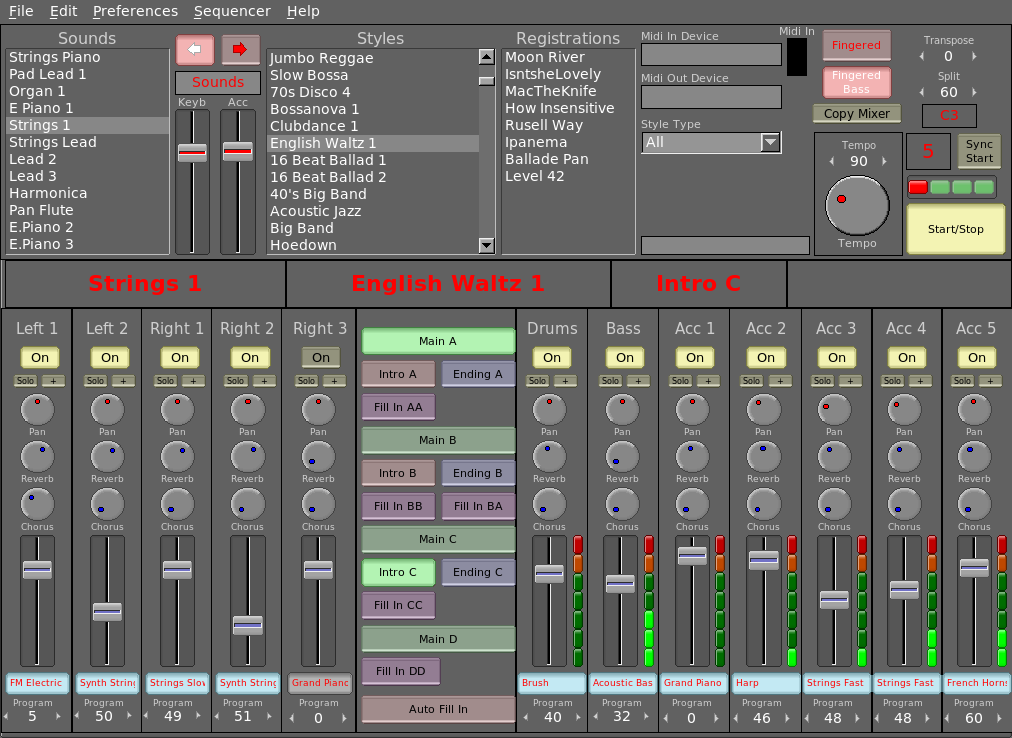 File Edit Preferences Sequencer Help
Sounds
Strings Piano
Pad Lead 1
Organ 1
E Piano 1
Strings 1
Strings Lead
Lead 2
Lead 3
Harmonica
Pan Flute
E.Piano 2
E.Piano 3
Sounds
Keyb Acc
Styles
Jumbo Reggae
Slow Bossa
70s Disco 4
Bossanova 1
Clubdance 1
English Waltz 1
16 Beat Ballad 1
16 Beat Ballad 2
40's Big Band
Acoustic Jazz
Big Band
Hoedown
Registrations
Moon River
IsntsheLovely
MacTheKnife
How Insensitive
Rusell Way
Ipanema
Ballade Pan
Level 42
Midi In Device
Midi In
Midi Out Device
Style Type
All
Fingered
Fingered
Bass
Copy Mixer
Transpose
0
Split
60
C3
Tempo
90
Tempo
5
Sync
Start
Start/Stop
Strings 1 English Waltz 1 Intro C
Left 1 Left 2 Right 1 Right 2 Right 3
On On On On On
Solo + Solo + Solo + Solo + Solo +
Pan Pan Pan Pan Pan
Reverb Reverb Reverb Reverb Reverb
Chorus Chorus Chorus Chorus Chorus
FM Electric Synth String Strings Slow Synth String Grand Piano
Program Program Program Program Program
5 50 49 51 0
Main A
Intro A Ending A
Fill In AA
Main B
Intro B Ending B
Fill In BB Fill In BA
Main C
Intro C Ending C
Fill In CC
Main D
Fill In DD
Auto Fill In
Drums Bass Acc 1 Acc 2 Acc 3 Acc 4 Acc 5
On On On On On On On
Solo + Solo + Solo + Solo + Solo + Solo + Solo +
Pan Pan Pan Pan Pan Pan Pan
Reverb Reverb Reverb Reverb Reverb Reverb Reverb
Chorus Chorus Chorus Chorus Chorus Chorus Chorus
Brush Acoustic Bas Grand Piano Harp Strings Fast Strings Fast French Horns
Program Program Program Program Program Program Program
40 32 0 46 48 48 60